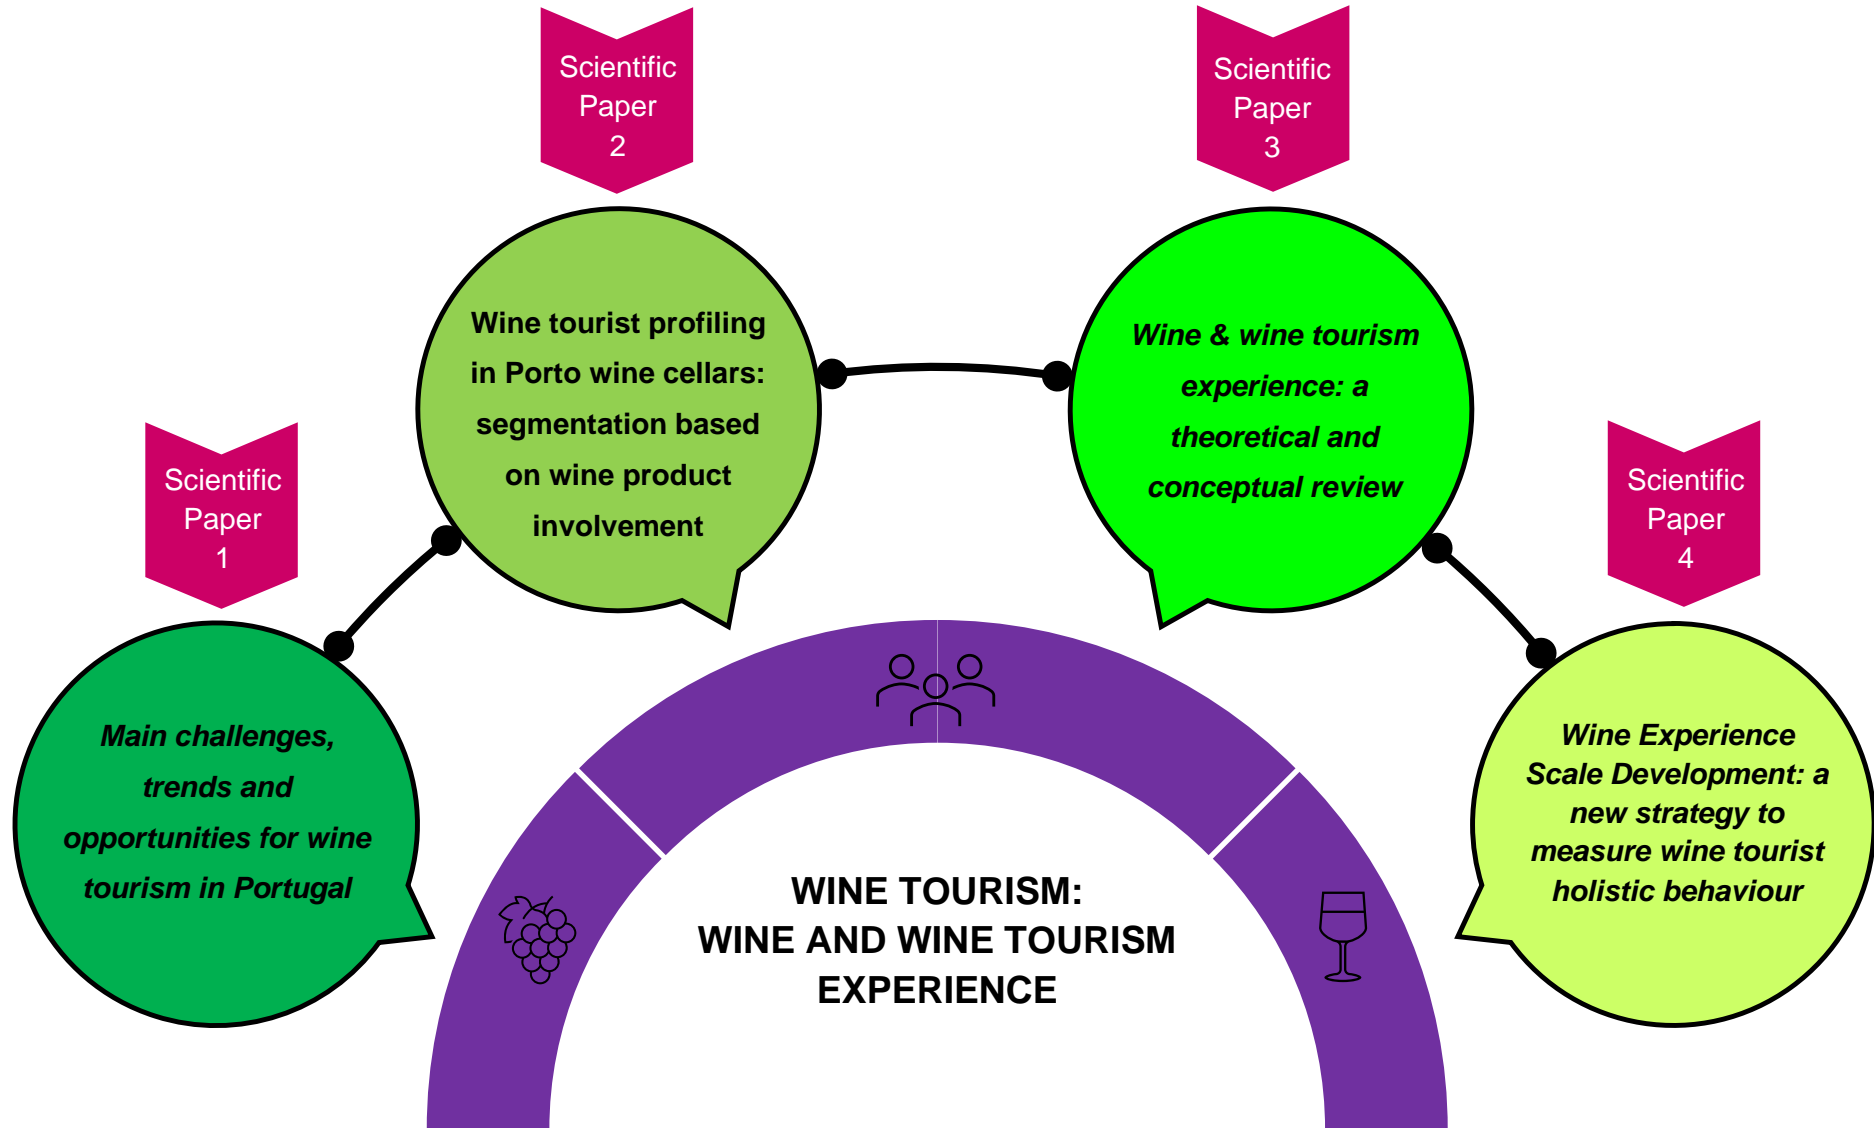 Scientific
Paper
1
Main challenges,
trends and
opportunities for wine
tourism in Portugal
Scientific
Paper
2
Wine tourist profiling
in Porto wine cellars:
segmentation based
on wine product
involvement
Scientific
Paper
3
Wine & wine tourism
experience: a
theoretical and
conceptual review
Scientific
Paper
4
Wine Experience
Scale Development: a
new strategy to
measure wine tourist
holistic behaviour
WINE TOURISM:
WINE AND WINE TOURISM
EXPERIENCE